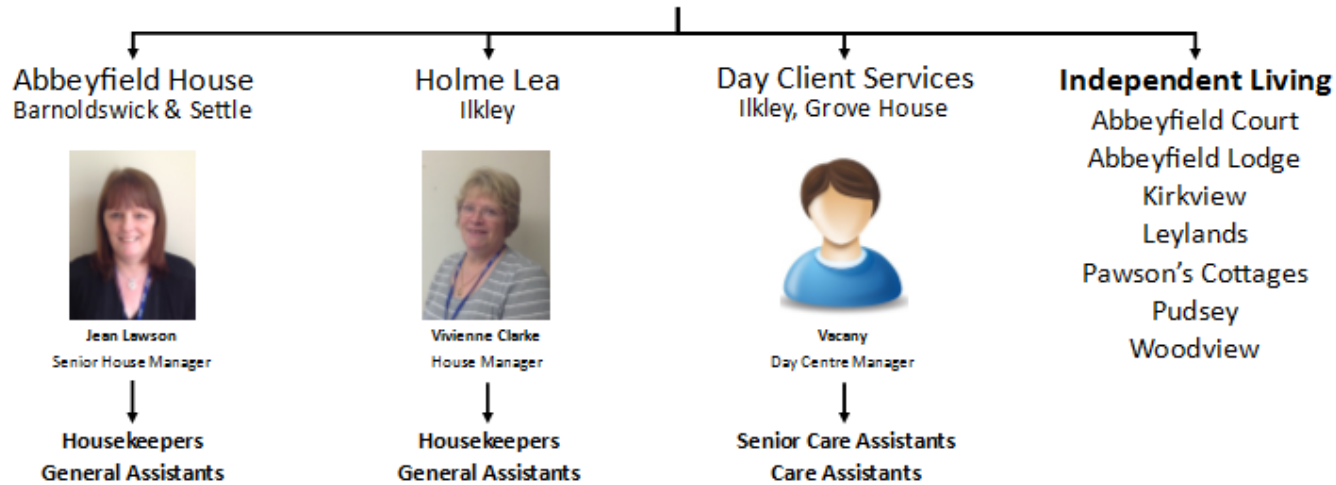 Abbeyfield House
Barnoldswick & Settle
Jean Lawson
Senior House Manager
Housekeepers
General Assistants
Holme Lea
Ilkley
Vivienne Clarke
House Manager
Housekeepers
General Assistants
Day Client Services
Ilkley, Grove House
Vacany
Day Centre Manager
Senior Care Assistants
Care Assistants
Independent Living
Abbeyfield Court
Abbeyfield Lodge
Kirkview
Leylands
Pawson’s Cottages
Pudsey
Woodview